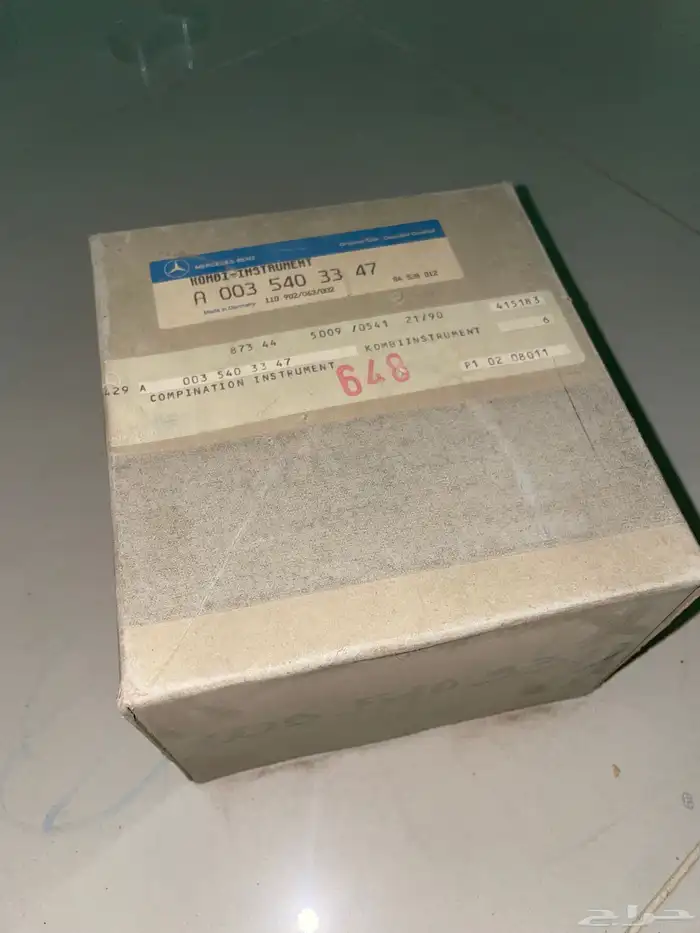 MERCEDES-BENZ
KOMBI-INSTRUMENT
A 003 540 33 47
Made in Germany 110 902/063/002
873 44 5009 /0541 21/90 415183
429 A 003 540 33 47 KOMBIINSTRUMENT 6
COMPINATION INSTRUMENT P1 02 08011
648
حراج